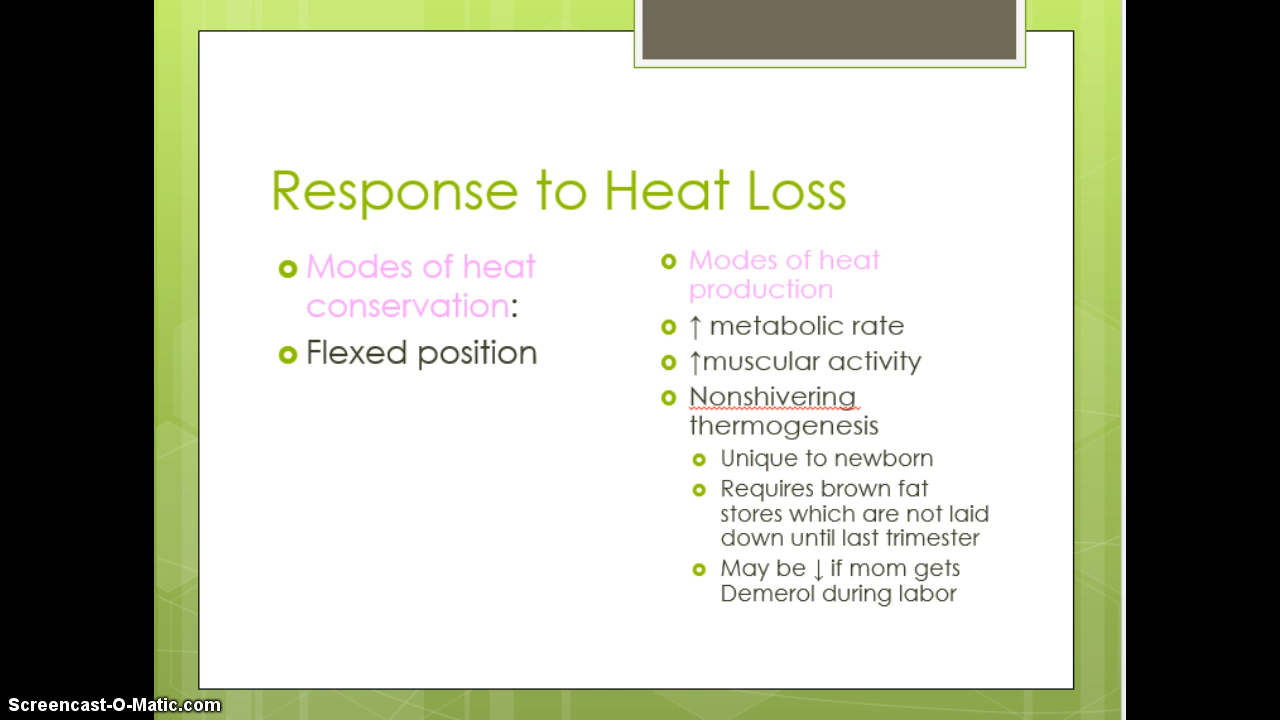 Response to Heat Loss
Modes of heat
conservation:
Flexed position
Modes of heat
production
↑ metabolic rate
↑muscular activity
Nonshivering
thermogenesis
Unique to newborn
Requires brown fat
stores which are not laid
down until last trimester
May be ↓ if mom gets
Demerol during labor
Screencast-O-Matic.com